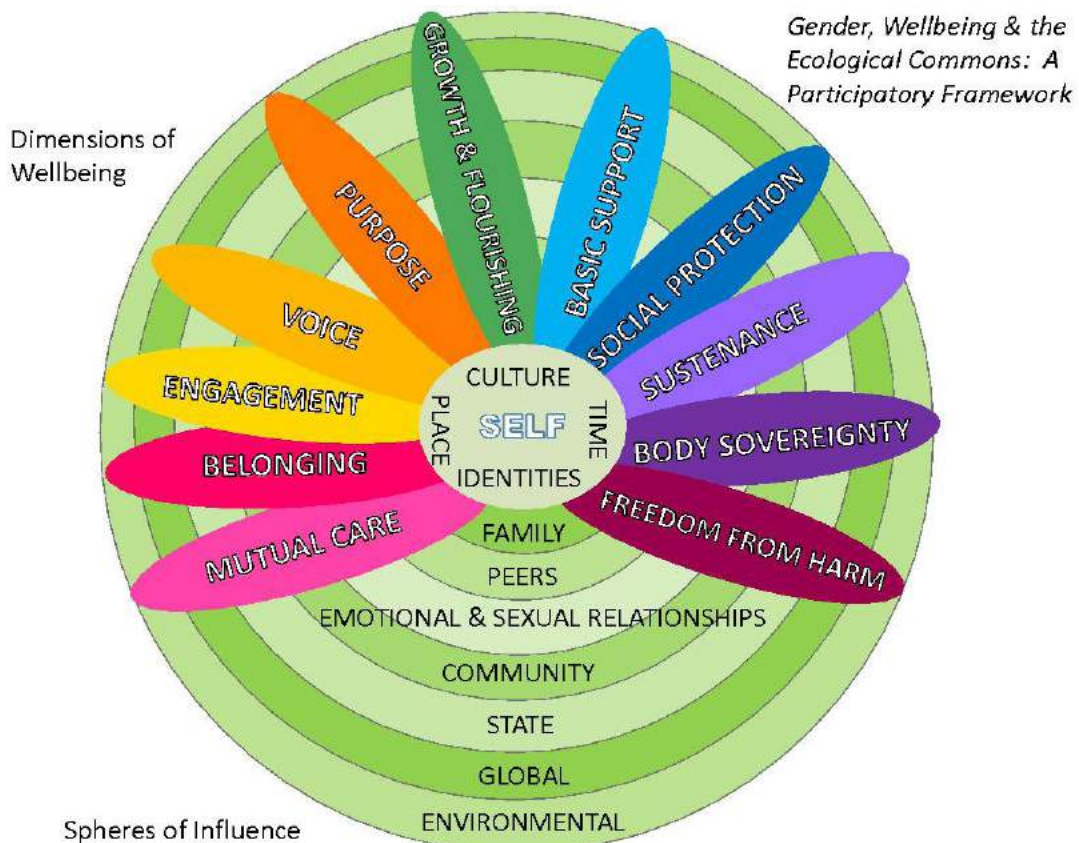 Gender, Wellbeing & the
Ecological Commons: A
Participatory Framework
Dimensions of
Wellbeing
MUTUAL CARE
BELONGING
ENGAGEMENT
VOICE
PURPOSE
GROWTH & FLOURISHING
BASIC SUPPORT
SOCIAL PROTECTION
SUSTENANCE
BODY SOVEREIGNTY
FREEDOM FROM HARM
CULTURE
PLACE
SELF
TIME
IDENTITIES
FAMILY
PEERS
EMOTIONAL & SEXUAL RELATIONSHIPS
COMMUNITY
STATE
GLOBAL
ENVIRONMENTAL
Spheres of Influence